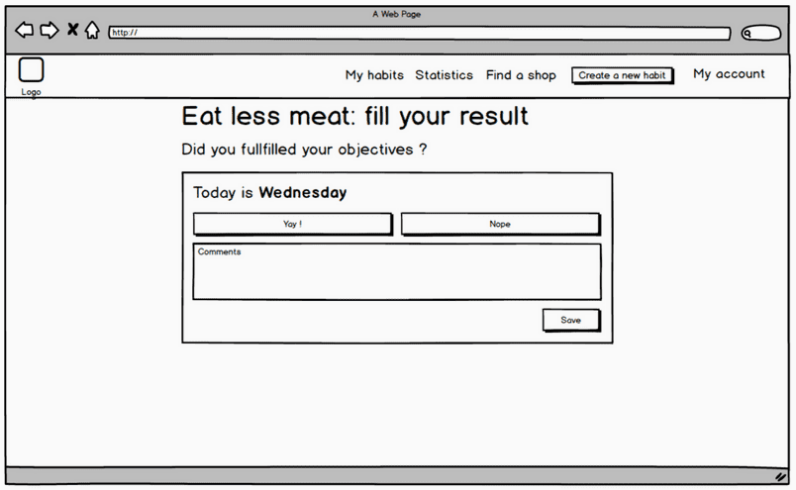 A Web Page
http://
Logo
My habits Statistics Find a shop Create a new habit My account
Eat less meat: fill your result
Did you fullfilled your objectives ?
Today is Wednesday
Yay ! Nope
Comments
Save